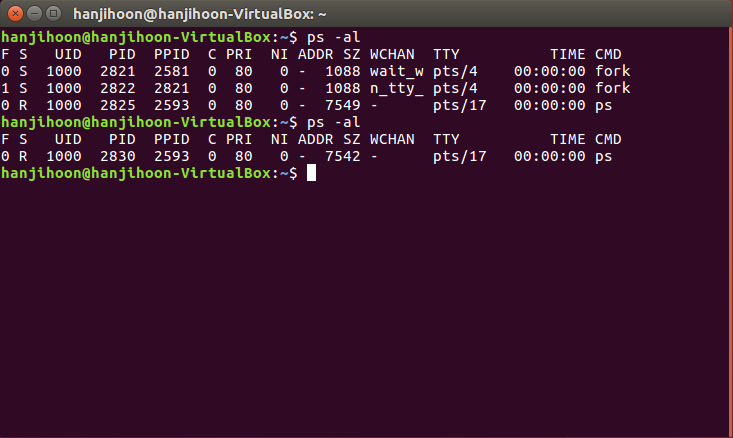 hanjihoon@hanjihoon-VirtualBox: ~
hanjihoon@hanjihoon-VirtualBox:~$ ps -al
F S   UID   PID  PPID  C PRI  NI ADDR SZ WCHAN  TTY          TIME CMD
0 S  1000  2821  2581  0  80   0 -  1088 wait_w pts/4    00:00:00 fork
1 S  1000  2822  2821  0  80   0 -  1088 n_tty_ pts/4    00:00:00 fork
0 R  1000  2825  2593  0  80   0 -  7549 -      pts/17   00:00:00 ps
hanjihoon@hanjihoon-VirtualBox:~$ ps -al
F S   UID   PID  PPID  C PRI  NI ADDR SZ WCHAN  TTY          TIME CMD
0 R  1000  2830  2593  0  80   0 -  7542 -      pts/17   00:00:00 ps
hanjihoon@hanjihoon-VirtualBox:~$